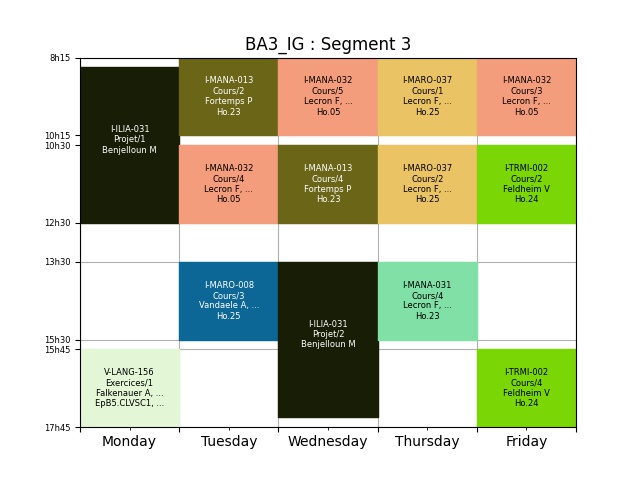 BA3_IG : Segment 3
8h15
10h15
10h30
12h30
13h30
15h30
15h45
17h45
I-ILIA-031
Projet/1
Benjelloun M
V-LANG-156
Exercices/1
Falkenauer A, ...
EpB5.CLVSC1, ...
I-MANA-013
Cours/2
Fortemps P
Ho.23
I-MANA-032
Cours/4
Lecron F, ...
Ho.05
I-MARO-008
Cours/3
Vandaele A, ...
Ho.25
I-MANA-032
Cours/5
Lecron F, ...
Ho.05
I-MANA-013
Cours/4
Fortemps P
Ho.23
I-ILIA-031
Projet/2
Benjelloun M
I-MARO-037
Cours/1
Lecron F, ...
Ho.25
I-MARO-037
Cours/2
Lecron F, ...
Ho.25
I-MANA-031
Cours/4
Lecron F, ...
Ho.23
I-MANA-032
Cours/3
Lecron F, ...
Ho.05
I-TRMI-002
Cours/2
Feldheim V
Ho.24
I-TRMI-002
Cours/4
Feldheim V
Ho.24
Monday
Tuesday
Wednesday
Thursday
Friday